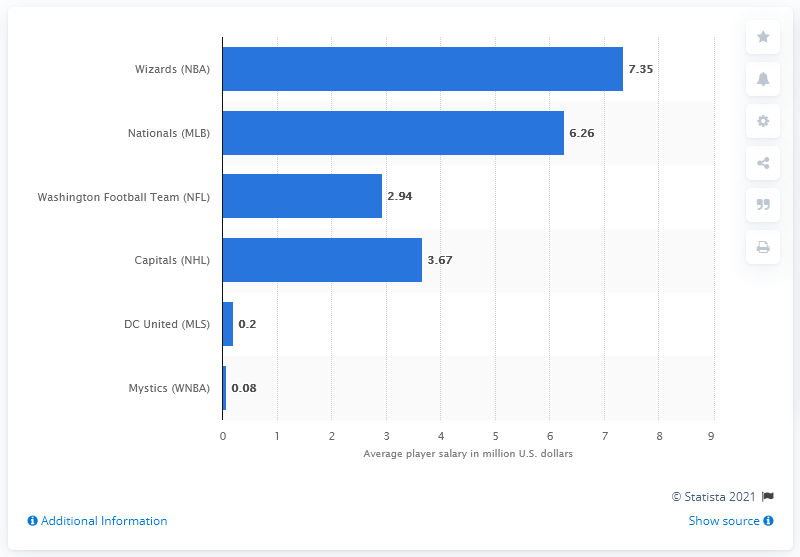 Wizards (NBA) 7.35
Nationals (MLB) 6.26
Washington Football Team (NFL) 2.94
Capitals (NHL) 3.67
DC United (MLS) 0.2
Mystics (WNBA) 0.08
0 1 2 3 4 5 6 7 8 9
Average player salary in million U.S. dollars
© Statista 2021
Additional Information Show source